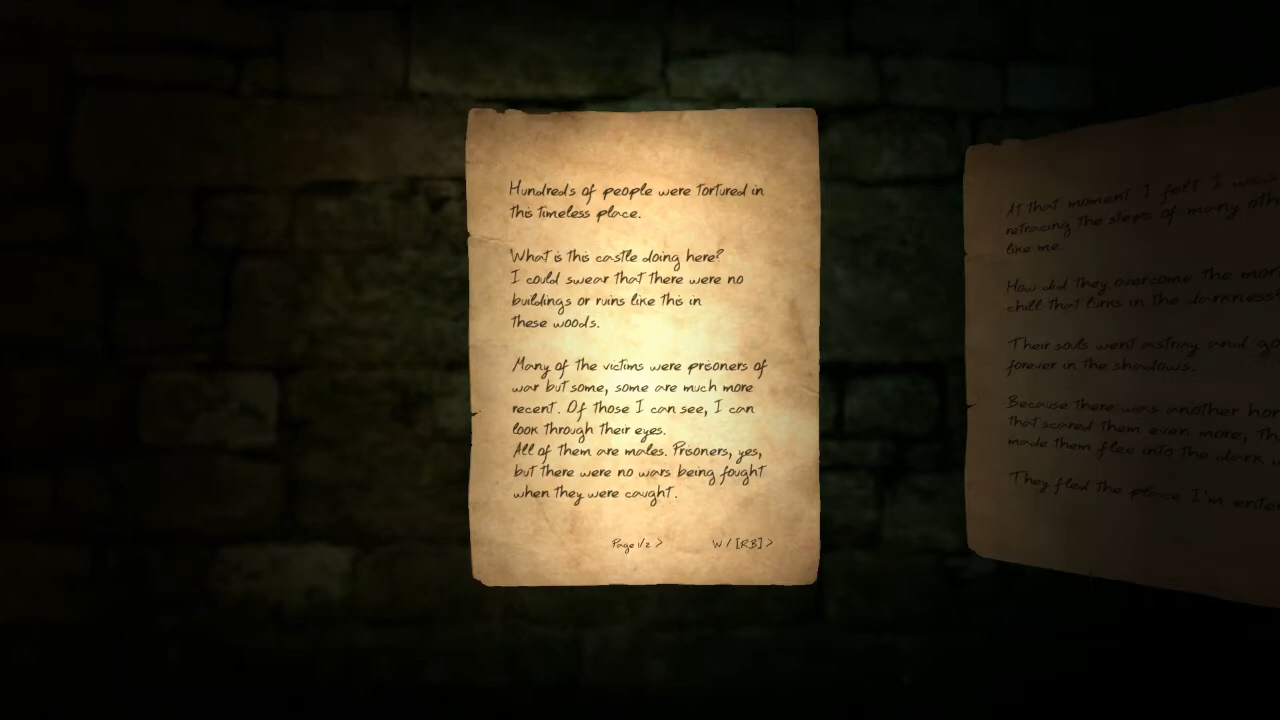 Hundreds of people were tortured in
this timeless place.
What is this castle doing here?
I could swear that there were no
buildings or ruins like this in
these woods.
Many of the victims were prisoners of
war but some, some are much more
recent. Of those I can see, I can
look through their eyes.
All of them are males. Prisoners, yes,
but there were no wars being fought
when they were caught.
Page 1/2 >
W / [RB] >
At that moment I felt I
retracing the steps of many
like me.
How did they overcome the
chill that lurks in the darkness
Their souls went astray and
forever in the shadows.
Because there was another
that scared them even more,
made them flee into the dark
They fled the place I'm